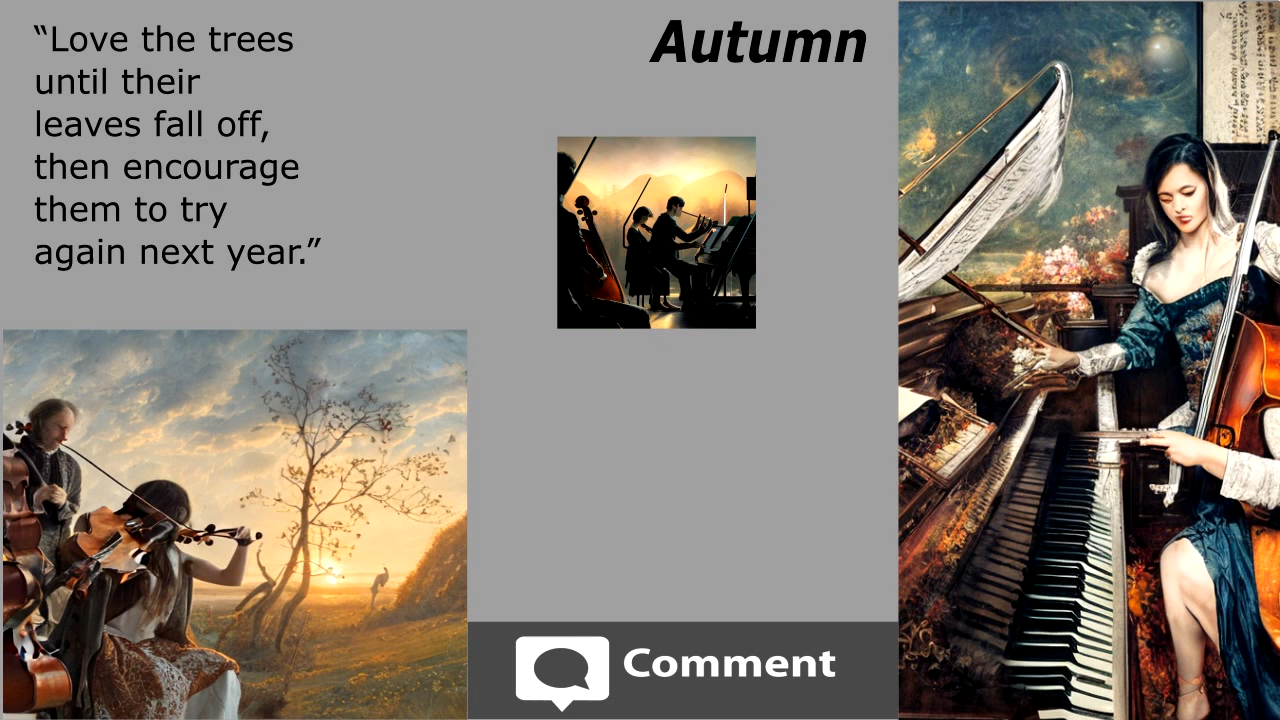 “Love the trees
until their
leaves fall off,
then encourage
them to try
again next year.”
Autumn
Comment